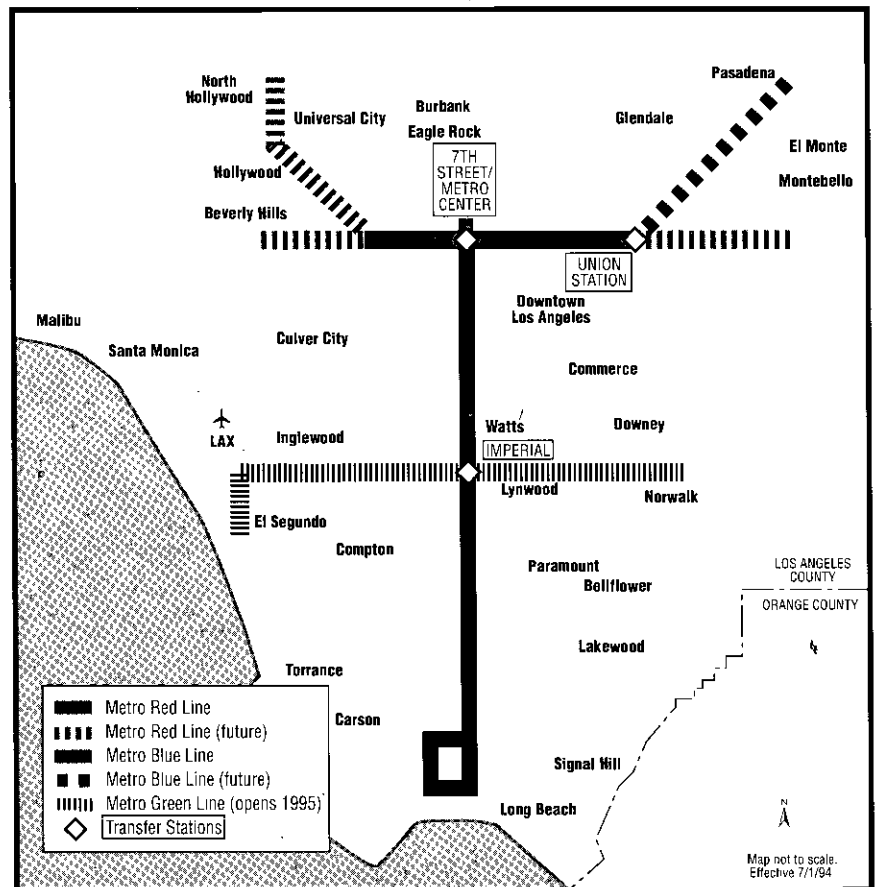 Pasadena
North
Hollywood
Burbank
Universal City
Glendale
Eagle Rock
7TH
STREET/
METRO
CENTER
El Monte
Hollywood
Montebello
Beverly Hills
UNION
STATION
Downtown
Los Angeles
Malibu
Culver City
Santa Monica
Commerce
LAX
Inglewood
Watts
Downey
IMPERIAL
Lynwood
Norwalk
El Segundo
Compton
Paramount
Bellflower
LOS ANGELES
COUNTY
ORANGE COUNTY
Lakewood
Torrance
Carson
Signal Hill
Long Beach
Metro Red Line
Metro Red Line (future)
Metro Blue Line
Metro Blue Line (future)
Metro Green Line (opens 1995)
Transfer Stations
N
Map not to scale.
Effective 7/1/94